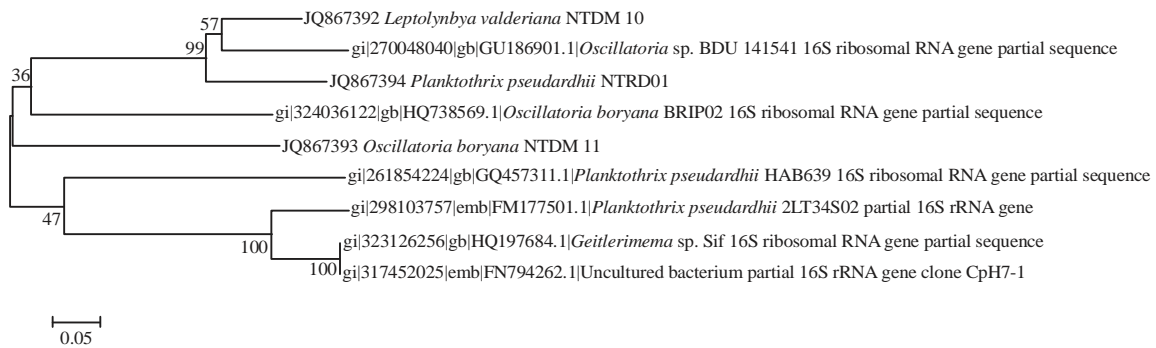 57
JQ867392 Leptolynbya valderiana NTDM 10
99
gi|270048040|gb|GU186901.1|Oscillatoria sp. BDU 141541 16S ribosomal RNA gene partial sequence
36
JQ867394 Planktothrix pseudardhii NTRD01
gi|324036122|gb|HQ738569.1|Oscillatoria boryana BRIP02 16S ribosomal RNA gene partial sequence
JQ867393 Oscillatoria boryana NTDM 11
gi|261854224|gb|GQ457311.1|Planktothrix pseudardhii HAB639 16S ribosomal RNA gene partial sequence
47
gi|298103757|emb|FM177501.1|Planktothrix pseudardhii 2LT34S02 partial 16S rRNA gene
100
gi|323126256|gb|HQ197684.1|Geitlerimema sp. Sif 16S ribosomal RNA gene partial sequence
100
gi|317452025|emb|FN794262.1|Uncultured bacterium partial 16S rRNA gene clone CpH7-1
0.05